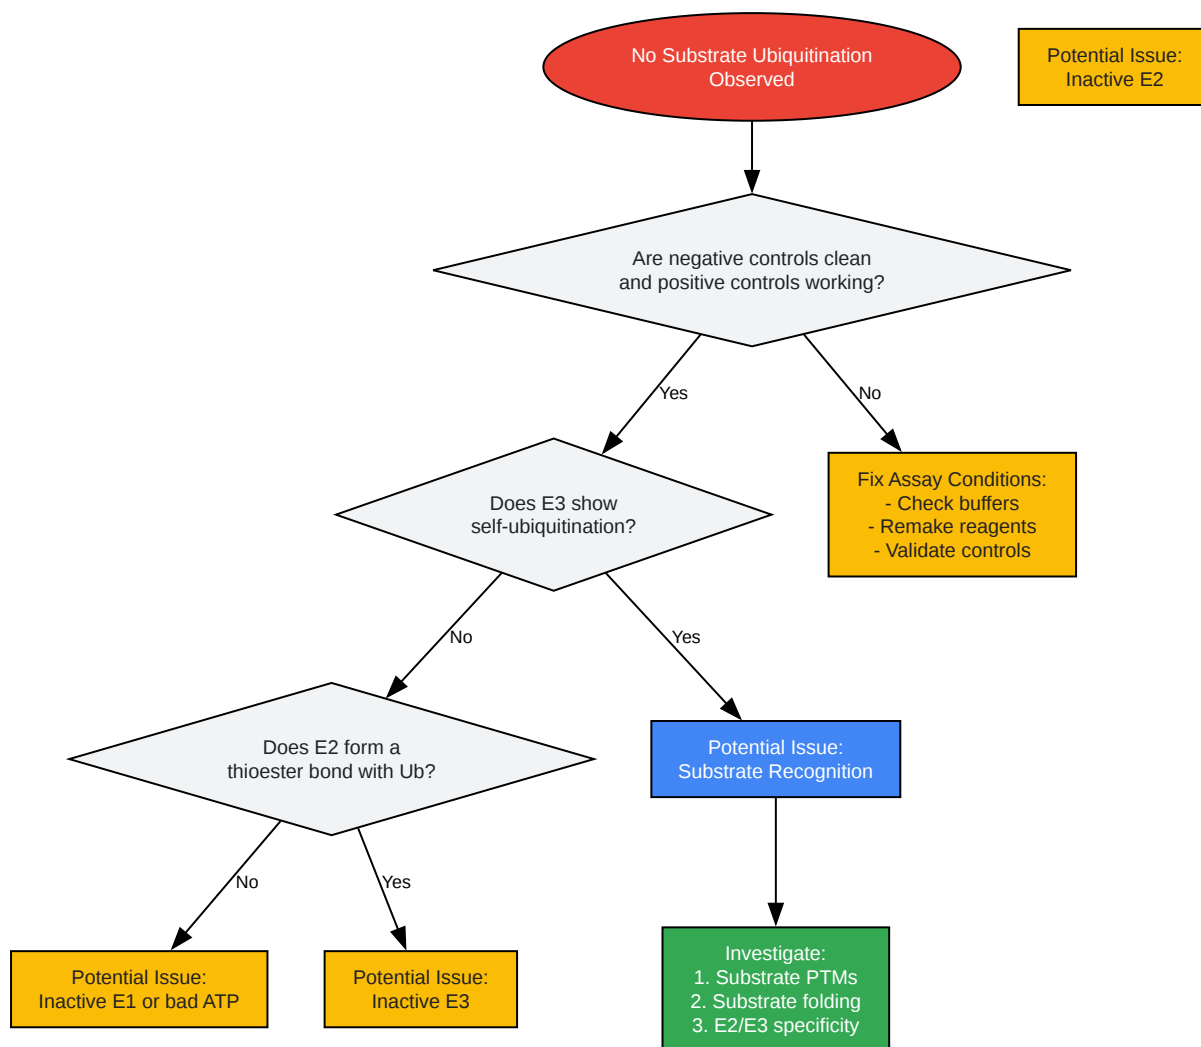 No Substrate Ubiquitination
Observed
Potential Issue:
Inactive E2
Are negative controls clean
and positive controls working?
Yes
No
Does E3 show
self-ubiquitination?
Fix Assay Conditions:
- Check buffers
- Remake reagents
- Validate controls
No
Yes
Does E2 form a
thioester bond with Ub?
Potential Issue:
Substrate Recognition
No
Yes
Potential Issue:
Inactive E1 or bad ATP
Potential Issue:
Inactive E3
Investigate:
1. Substrate PTMs
2. Substrate folding
3. E2/E3 specificity